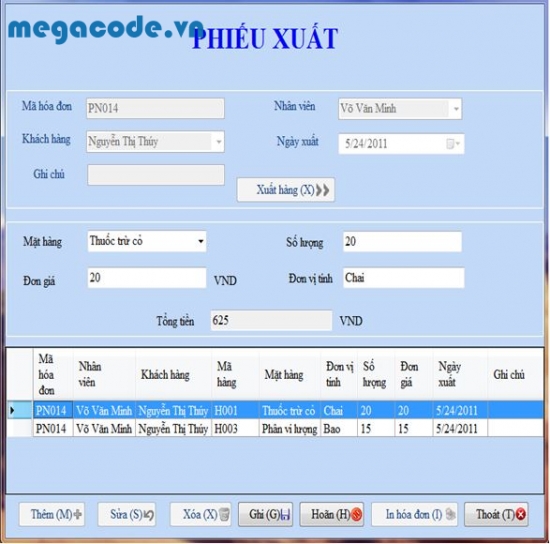 megacode.vn
PHIẾU XUẤT
Mã hóa đơn PN014 Nhân viên Võ Văn Minh
Khách hàng Nguyễn Thị Thúy Ngày xuất 5/24/2011
Ghi chú
Xuất hàng (X)
Mặt hàng Thuốc trừ cỏ Số lượng 20
Đơn giá 20 VND Đơn vị tính Chai
Tổng tiền 625 VND
Mã hóa đơn Nhân viên Khách hàng Mã hàng Mặt hàng Đơn vị tính Số lượng Đơn giá Ngày xuất Ghi chú
PN014 Võ Văn Minh Nguyễn Thị Thúy H001 Thuốc trừ cỏ Chai 20 20 5/24/2011
PN014 Võ Văn Minh Nguyễn Thị Thúy H003 Phân vi lượng Bao 15 15 5/24/2011
Thêm (M) Sửa (S) Xóa (X) Ghi (G) Hoãn (H) In hóa đơn (I) Thoát (T)